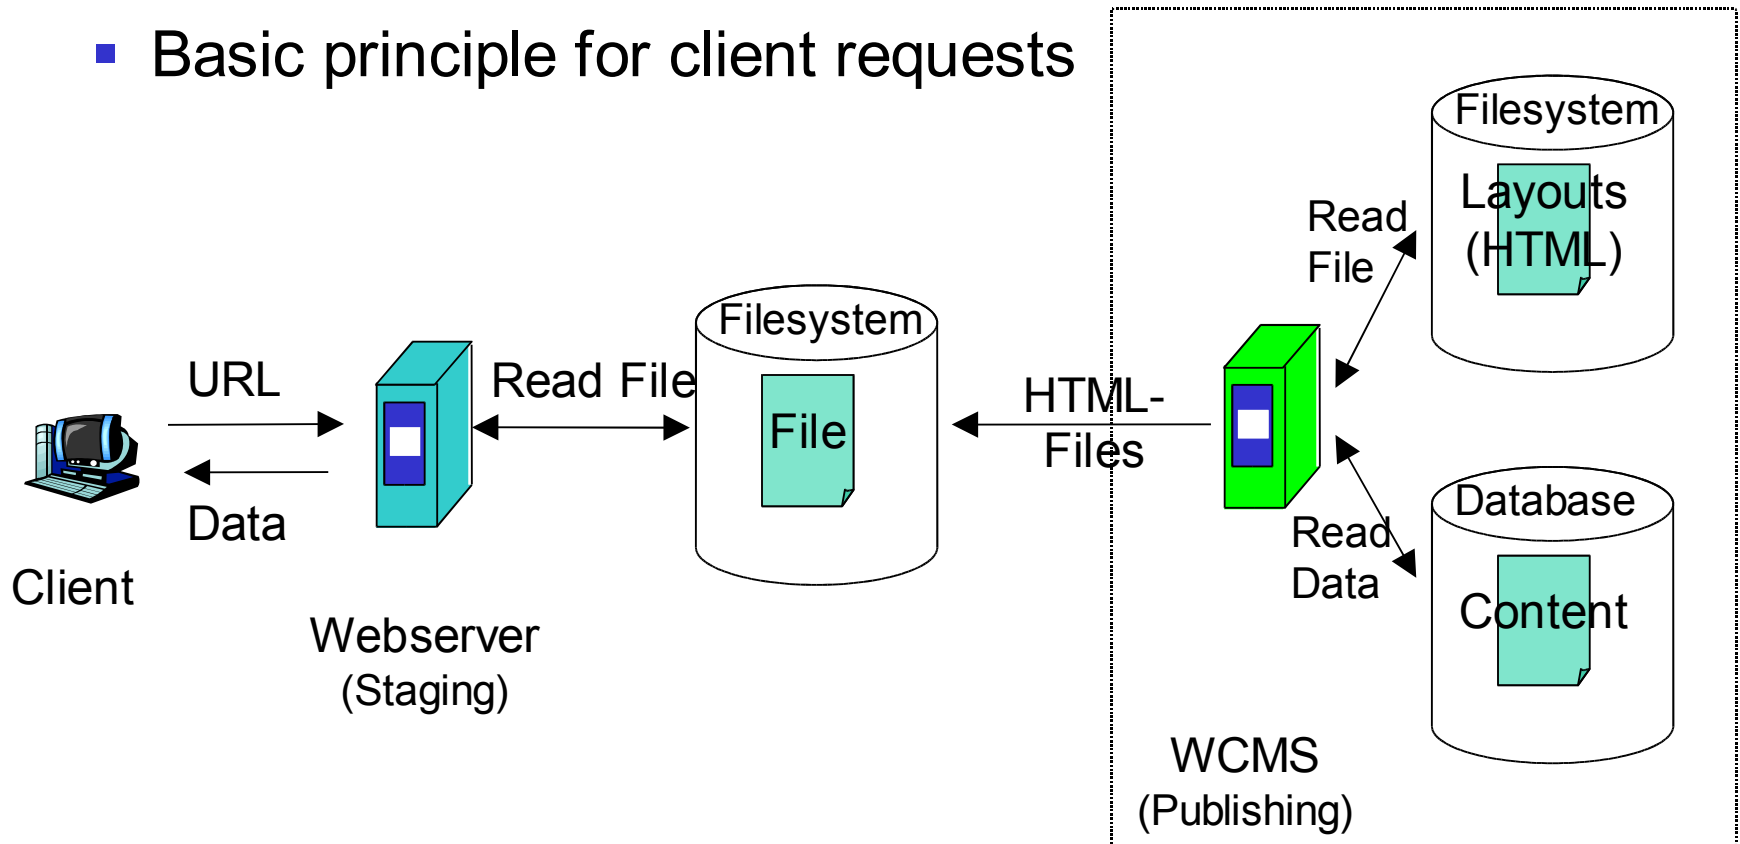 Basic principle for client requests
Filesystem
Layouts
(HTML)
Read
File
Filesystem
File
URL
Read File
HTML-
Files
Data
Client
Webserver
(Staging)
Database
Content
Read
Data
WCMS
(Publishing)